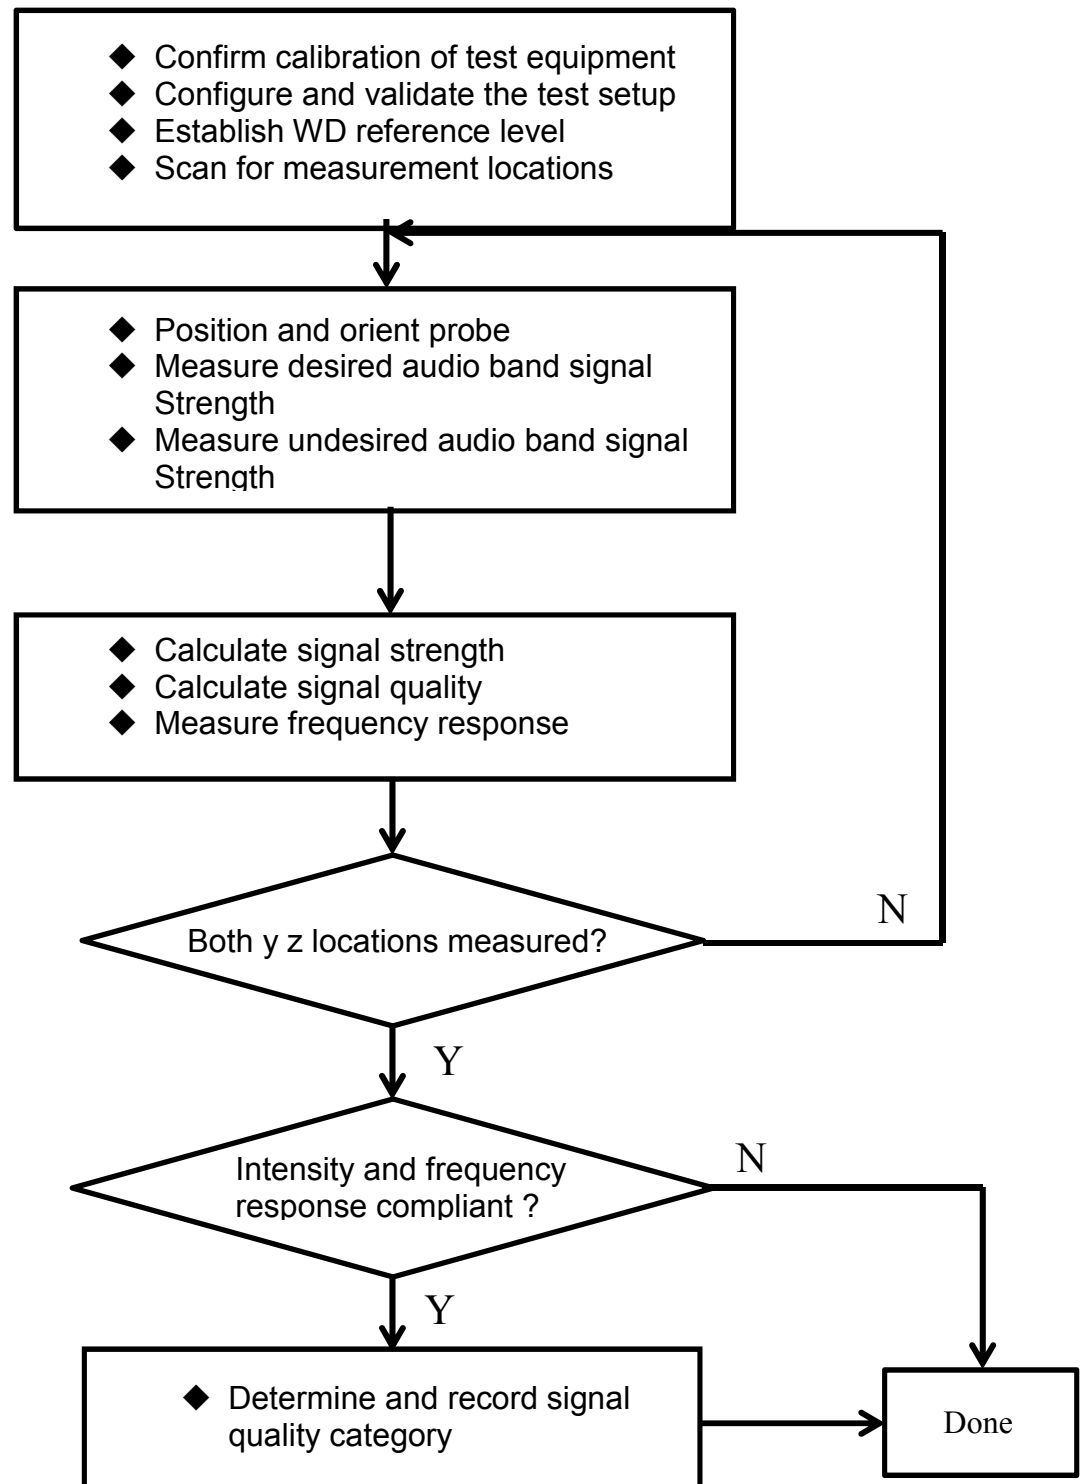 ◆ Confirm calibration of test equipment
◆ Configure and validate the test setup
◆ Establish WD reference level
◆ Scan for measurement locations
◆ Position and orient probe
◆ Measure desired audio band signal
Strength
◆ Measure undesired audio band signal
Strength
◆ Calculate signal strength
◆ Calculate signal quality
◆ Measure frequency response
Both y z locations measured?
N
Y
Intensity and frequency
response compliant ?
N
Y
◆ Determine and record signal
quality category
Done